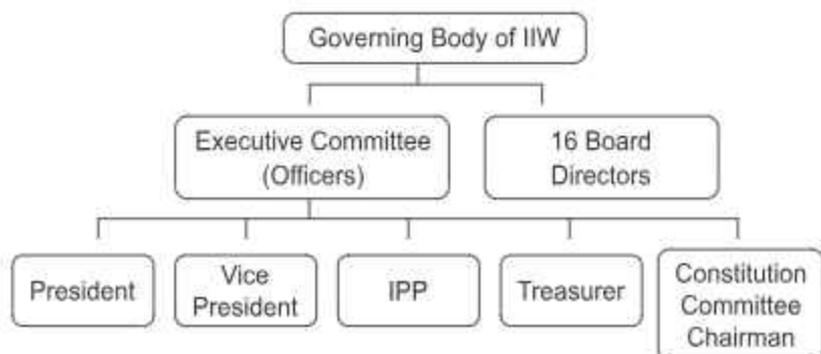 Governing Body of IIW
Executive Committee
(Officers)
16 Board
Directors
President
Vice
President
IPP
Treasurer
Constitution
Committee
Chairman